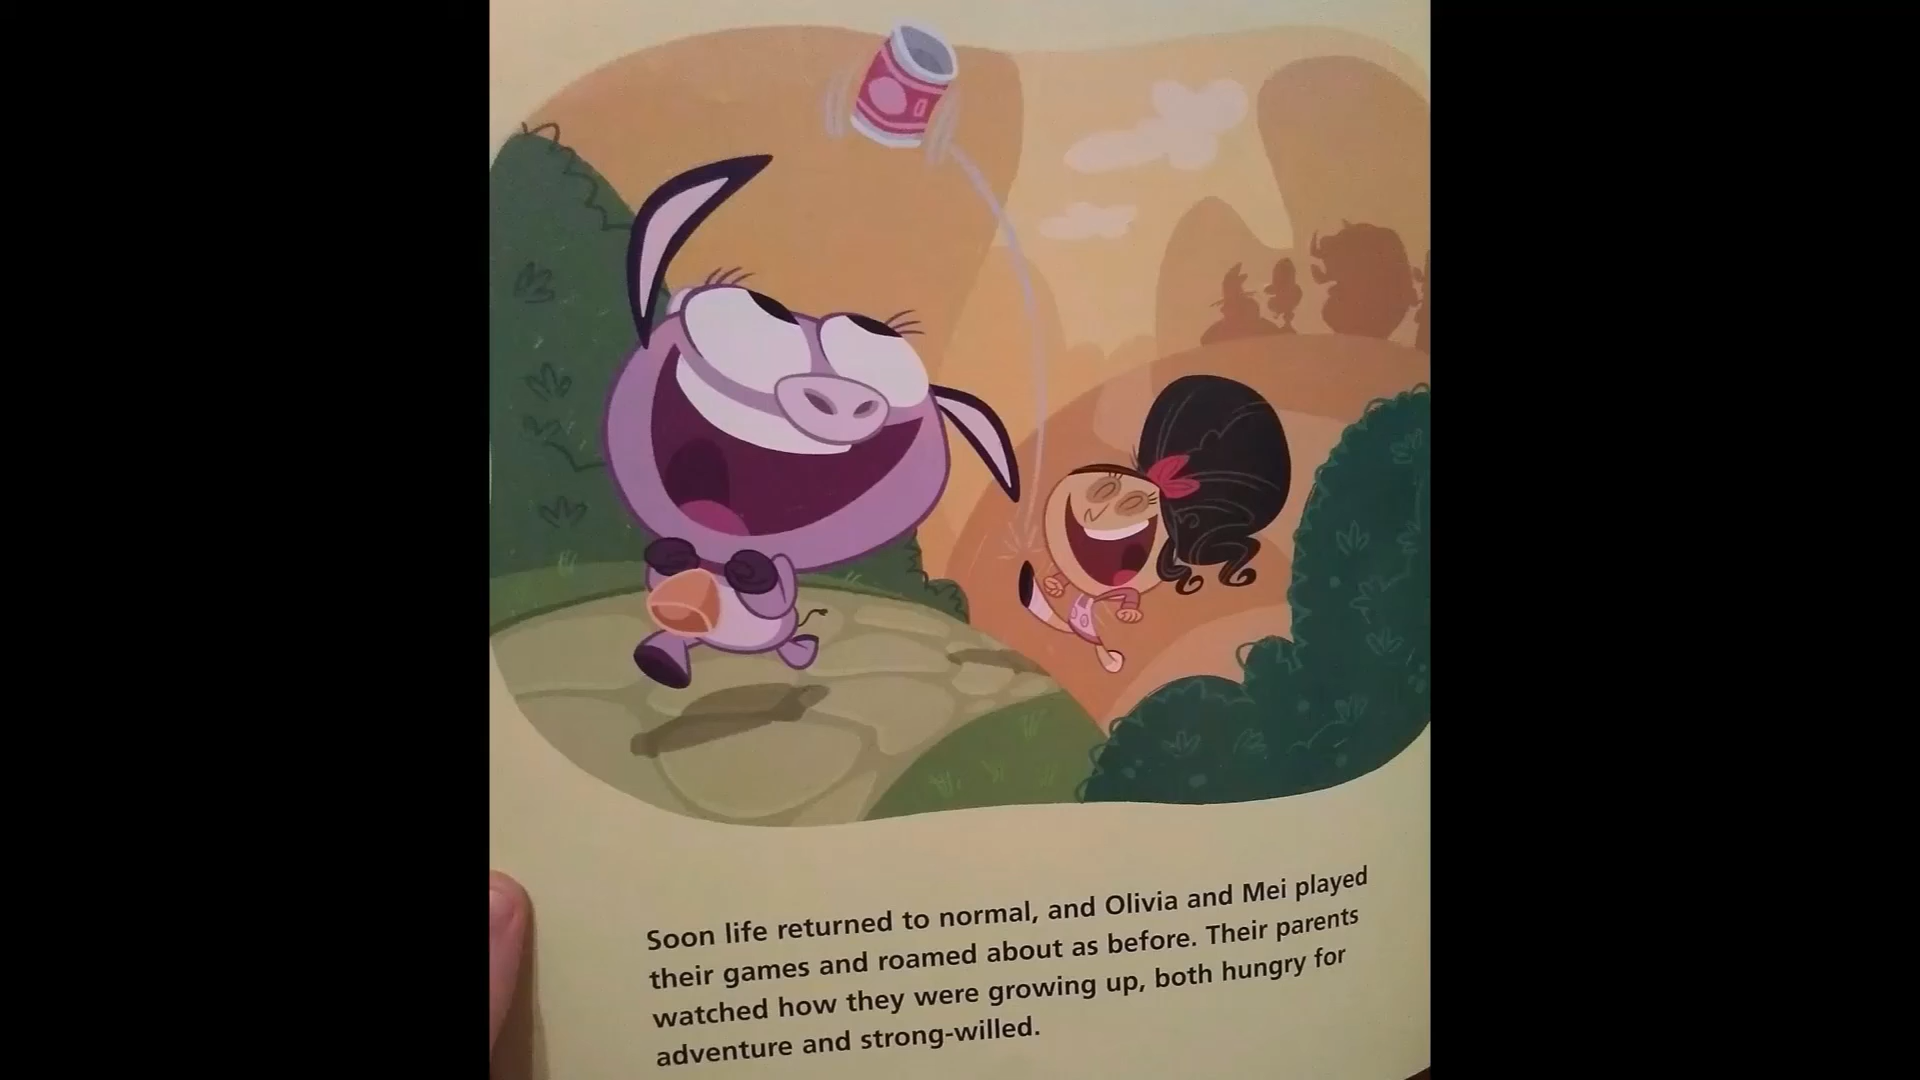 Soon life returned to normal, and Olivia and Mei played
their games and roamed about as before. Their parents
watched how they were growing up, both hungry for
adventure and strong-willed.